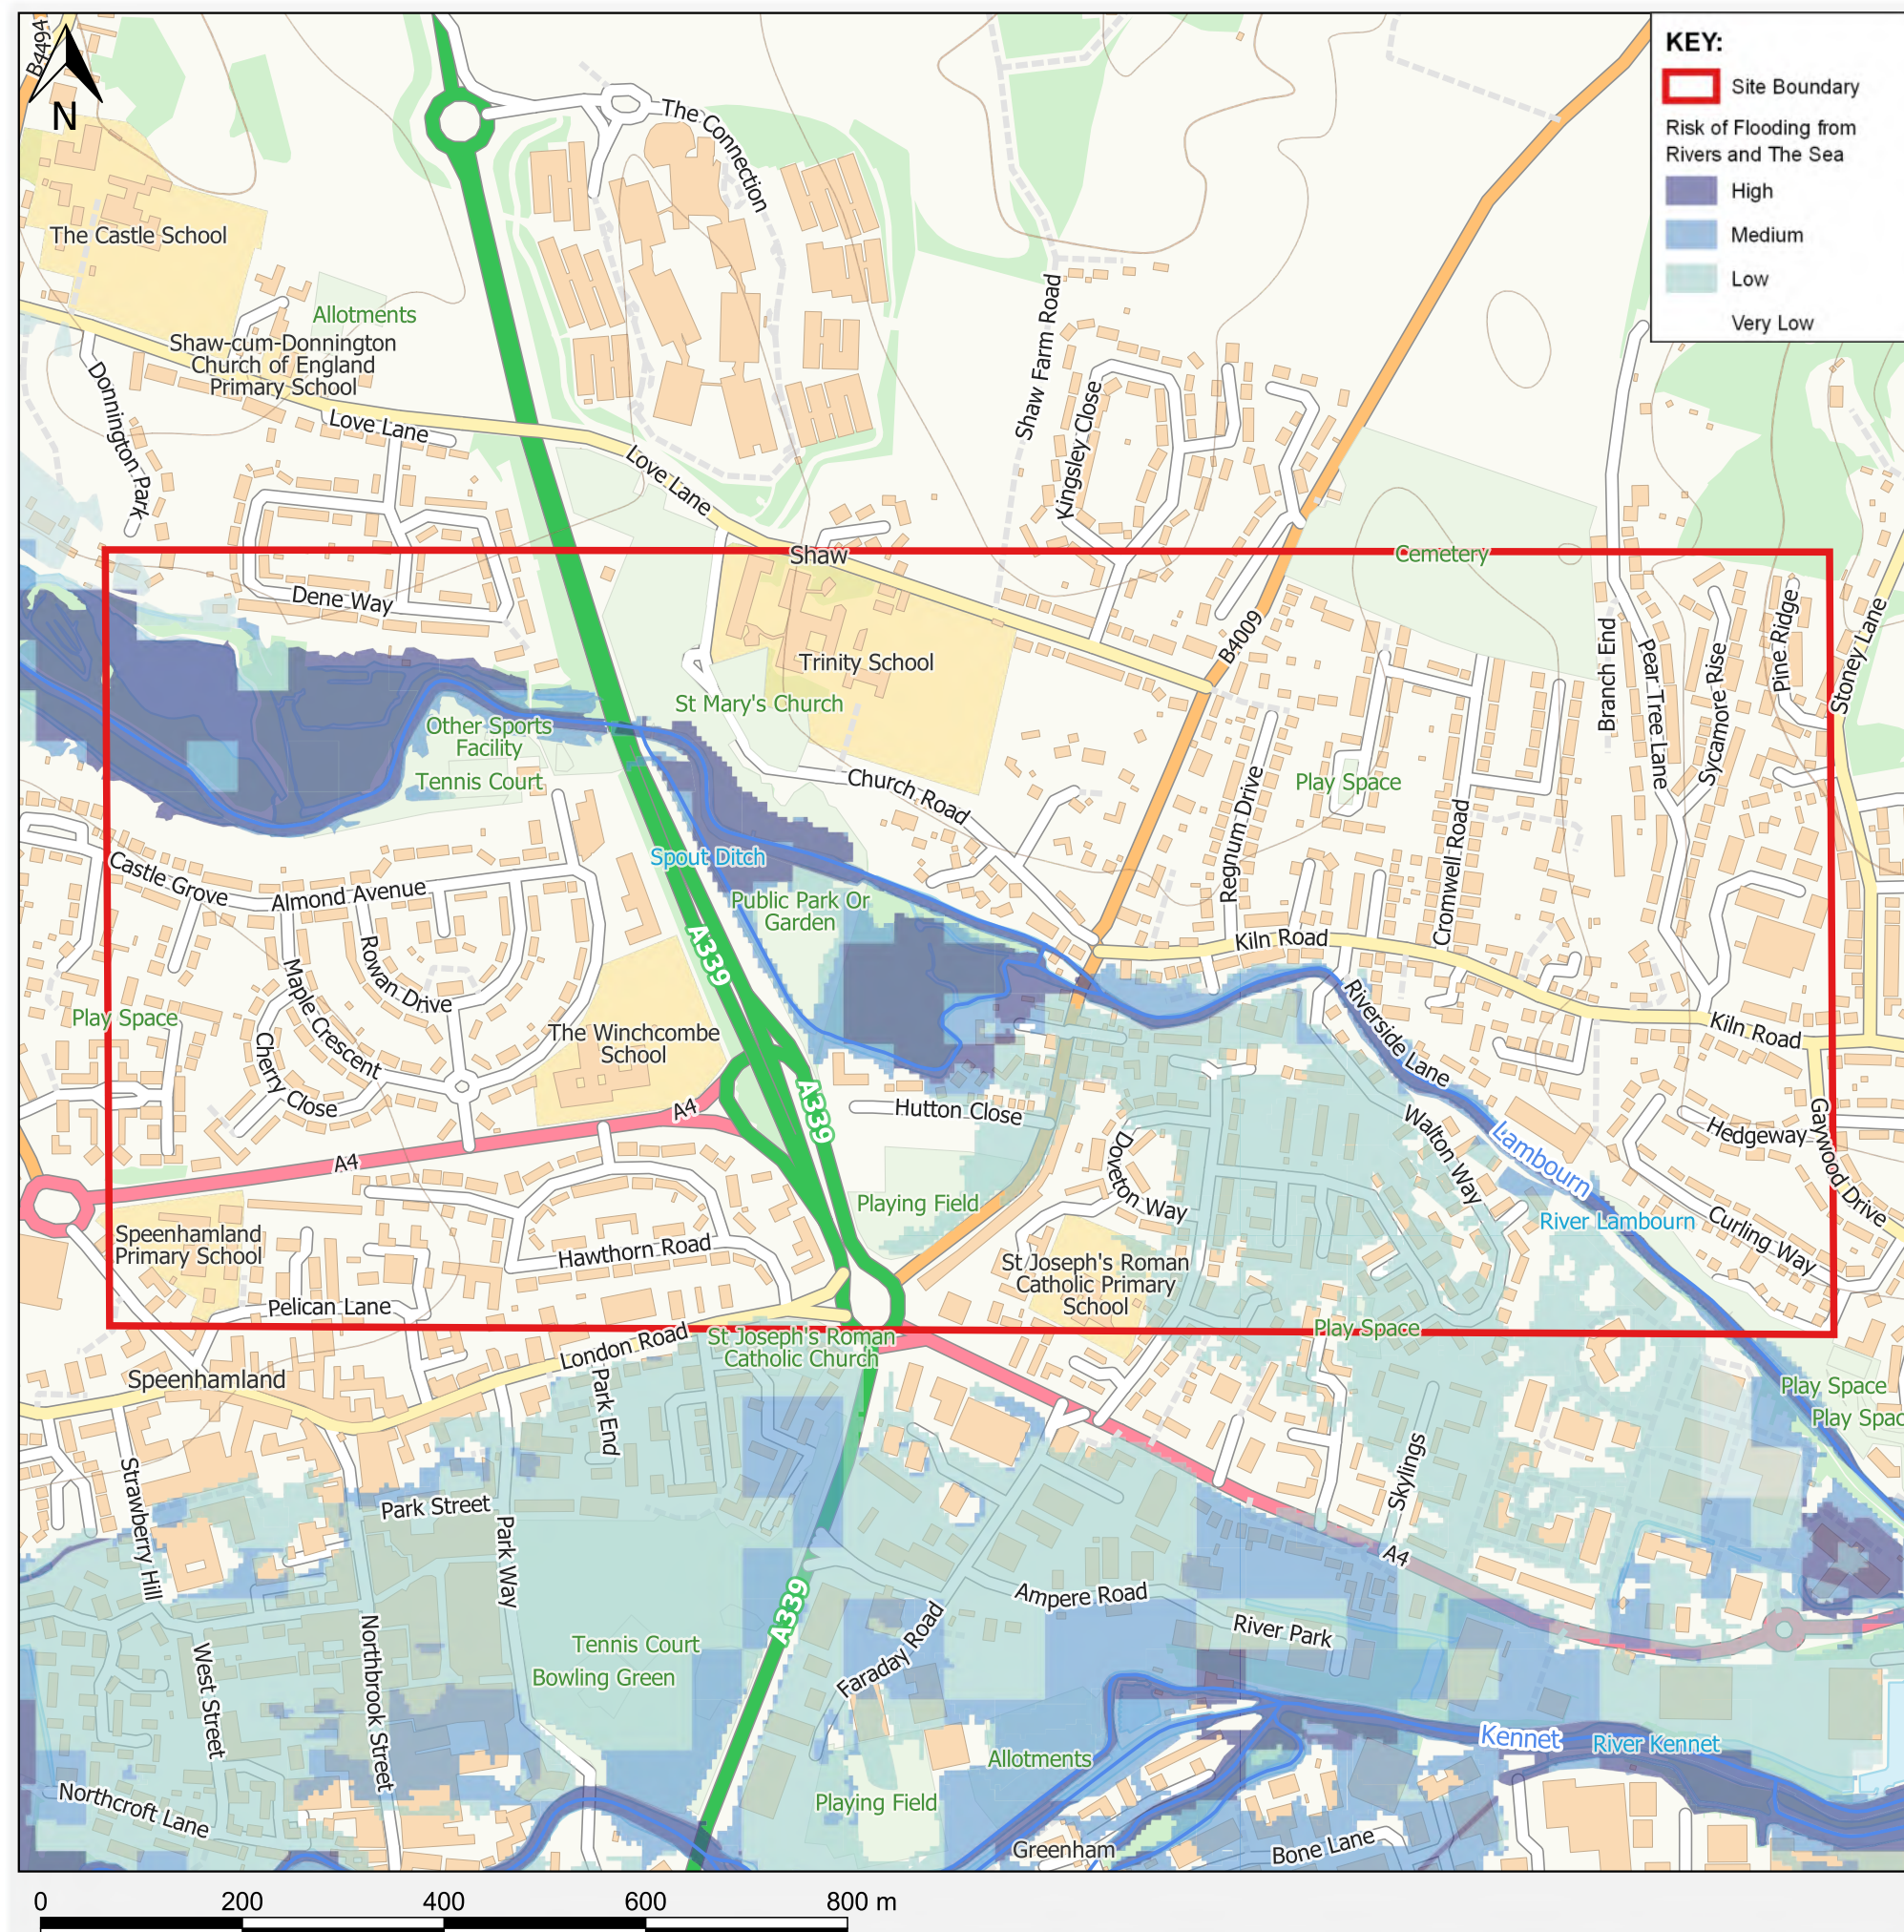 B4494
N
KEY:
Site Boundary
Risk of Flooding from
Rivers and The Sea
High
Medium
Low
Very Low
The Connection
The Castle School
Allotments
Shaw-cum-Donnington
Church of England
Primary School
Donnington Park
Love Lane
Love Lane
Shaw Farm Road
Kingsley Close
Shaw
Cemetery
Dene Way
Trinity School
B4009
Branch End
Pear Tree Lane
Sycamore Rise
Pine Ridge
Stoney Lane
St Mary's Church
Other Sports
Facility
Tennis Court
Church Road
Regnum Drive
Play Space
Cromwell Road
Castle Grove
Almond Avenue
Spout Ditch
Public Park Or
Garden
A339
Rowan Drive
Maple Crescent
Cherry Close
Play Space
The Winchcombe
School
Kiln Road
Kiln Road
Riverside Lane
A4
A339
Hutton Close
Doveton Way
Walton Way
Lambourn
River Lambourn
Hedgeway
Gaywood Drive
Curling Way
A4
Playing Field
Speenhamland
Primary School
Hawthorn Road
St Joseph's Roman
Catholic Primary
School
Pelican Lane
London Road
St Joseph's Roman
Catholic Church
Play Space
Speenhamland
Park End
Play Space
Play Spac
Strawberry Hill
Park Street
Park Way
Skylings
A4
A339
Ampere Road
Faraday Road
River Park
Tennis Court
Bowling Green
West Street
Northbrook Street
Northcroft Lane
Allotments
Kennet
River Kennet
Playing Field
Greenham
Bone Lane
0 200 400 600 800 m